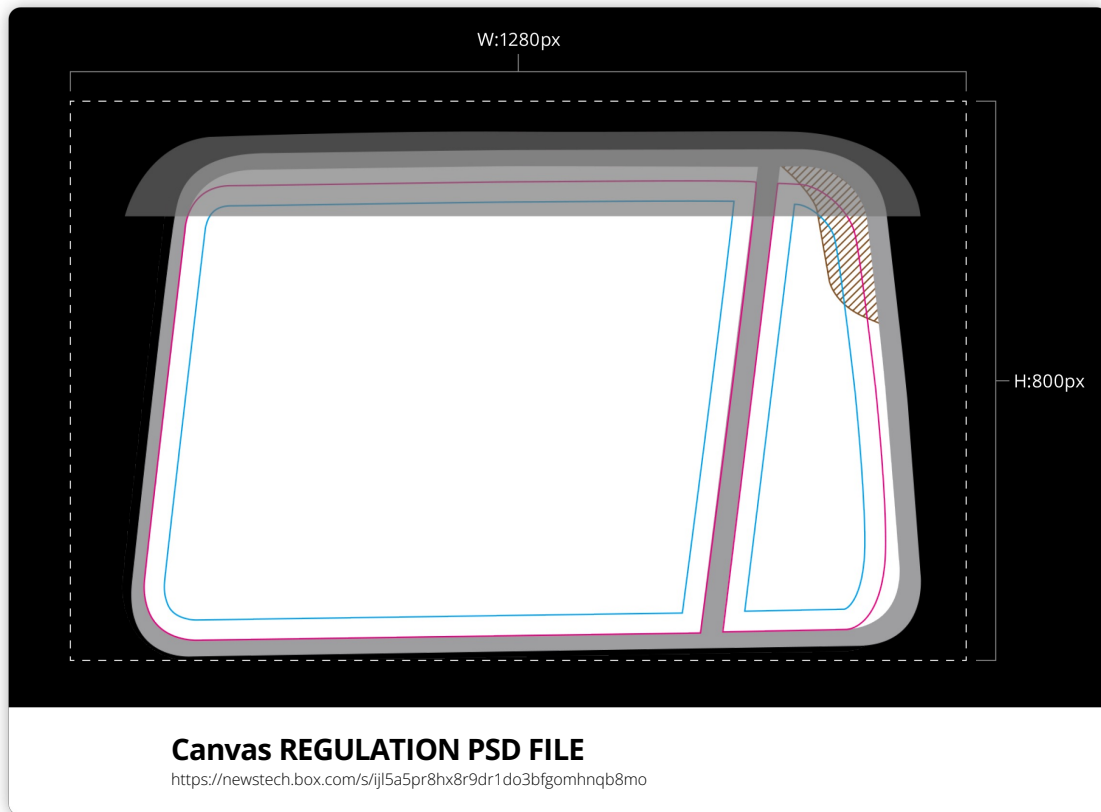 W:1280px
H:800px
Canvas REGULATION PSD FILE
https://newstech.box.com/s/ijl5a5pr8hx8r9dr1do3bfgomhnqb8mo